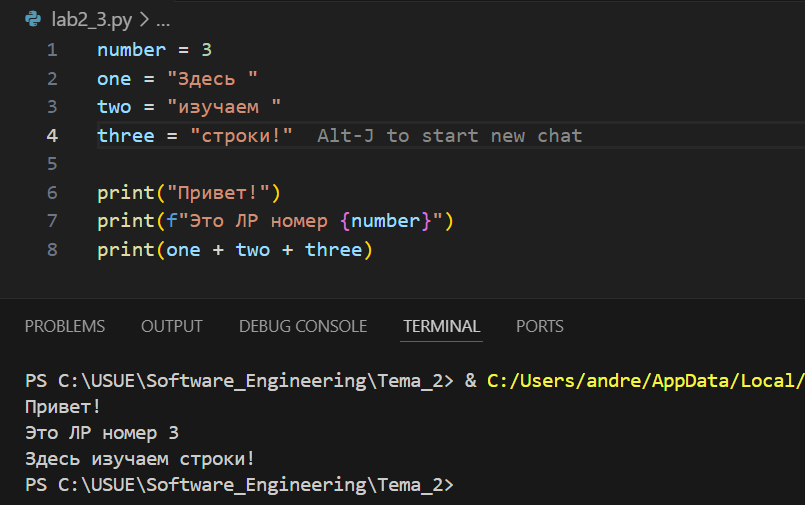 lab2_3.py > ...
1 number = 3
2 one = "Здесь "
3 two = "изучаем "
4 three = "строки!" Alt-J to start new chat
5
6 print("Привет!")
7 print(f"Это ЛР номер {number}")
8 print(one + two + three)
PROBLEMS OUTPUT DEBUG CONSOLE TERMINAL PORTS
PS C:\USUE\Software_Engineering\Tema_2> & C:/Users/andre/AppData/Local/
Привет!
Это ЛР номер 3
Здесь изучаем строки!
PS C:\USUE\Software_Engineering\Tema_2>